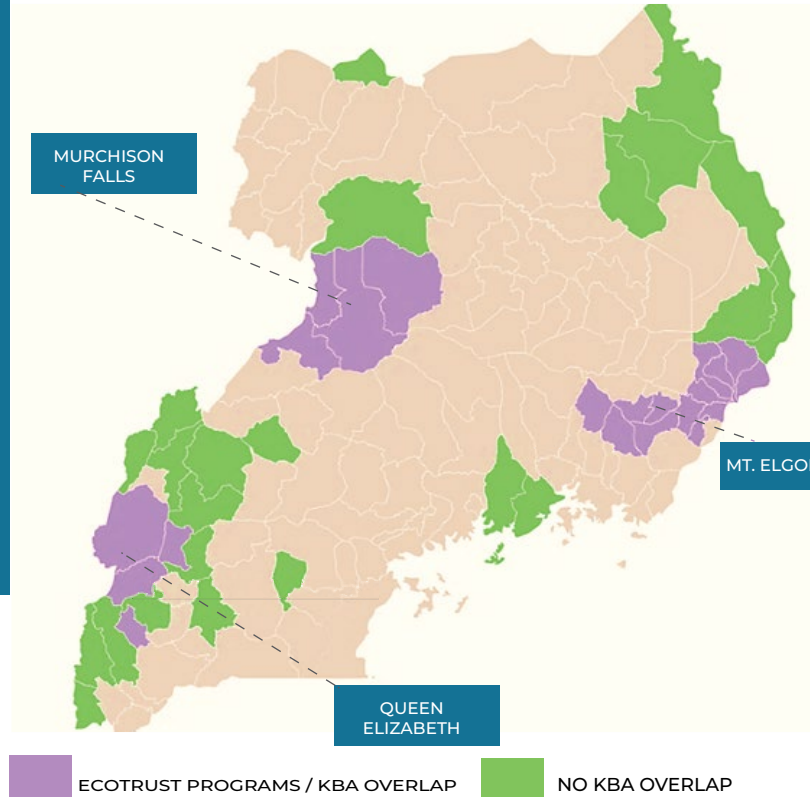 MURCHISON
FALLS
MT. ELGO
QUEEN
ELIZABETH
ECOTRUST PROGRAMS / KBA OVERLAP
NO KBA OVERLAP